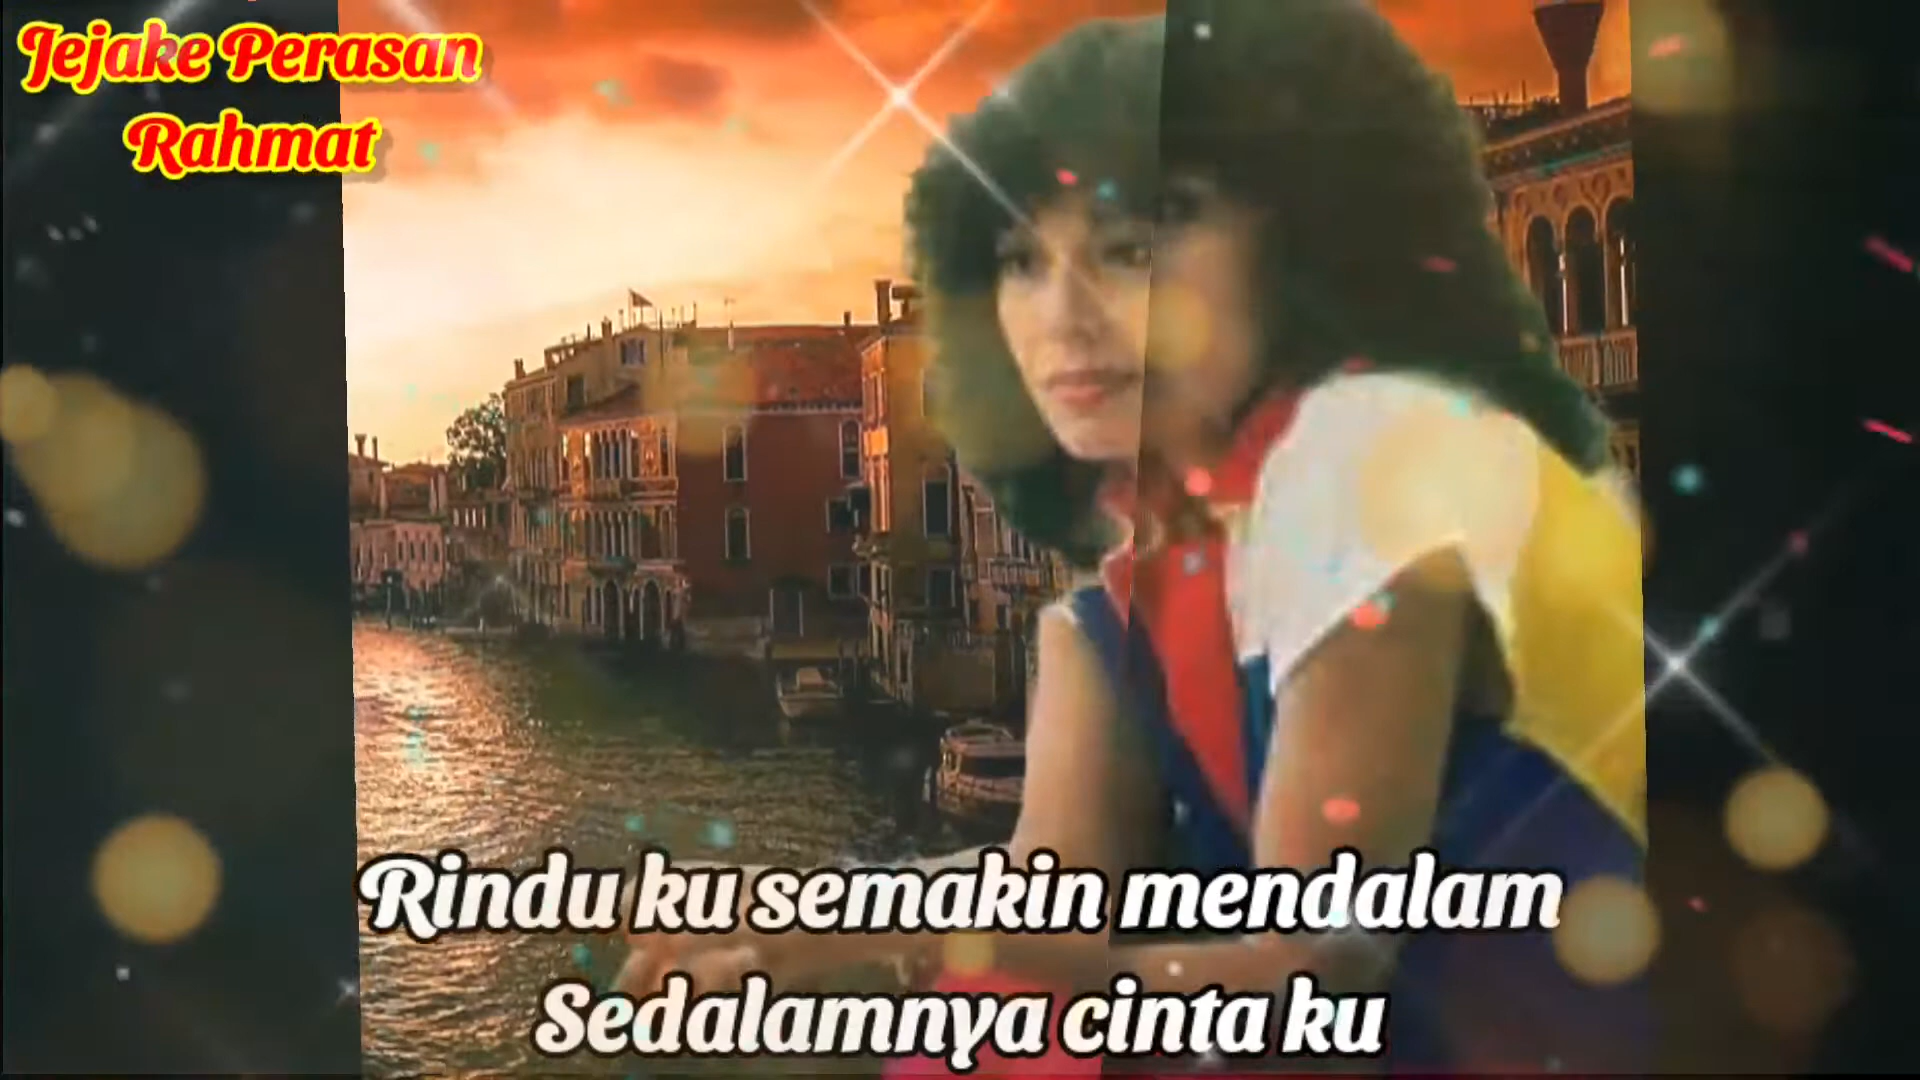 Jejake Perasan
Rahmat
Rindu ku semakin mendalam
Sedalamnya cinta ku